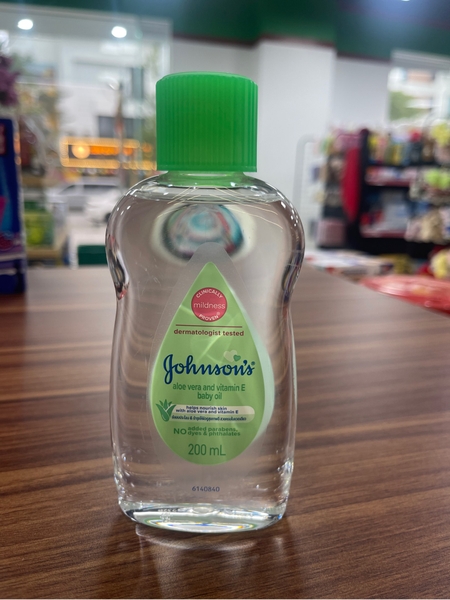 CLINICALLY
mildness
PROVEN
dermatologist tested
Johnson's®
aloe vera and vitamin E
baby oil
helps nourish skin
with aloe vera and vitamin E
NO added parabens,
dyes & phthalates
200 mL
6140840